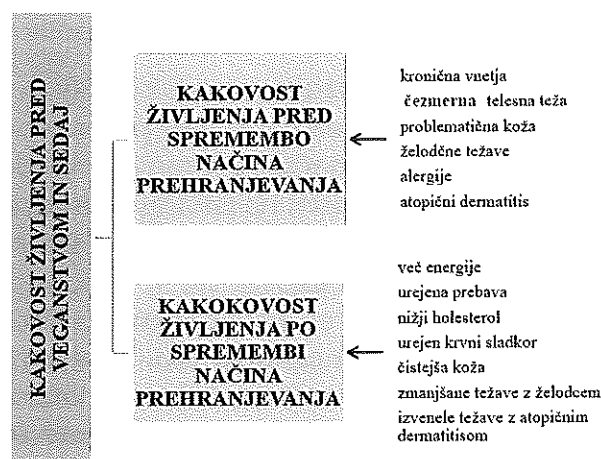 KAKOVOST ŽIVLJENJA PRED
VEGANSTVOM IN SEDAJ
KAKOVOST
ŽIVLJENJA PRED
SPREMEMBO
NAČINA
PREHRANJEVANJA
kronična vnetja
čezmerna telesna teža
problematična koža
želodčne težave
alergije
atopični dermatitis
KAKOKOVOST
ŽIVLJENJA PO
SPREMEMBI
NAČINA
PREHRANJEVANJA
več energije
urejena prebava
nižji holesterol
urejen krvni sladkor
čistejša koža
zmanjšane težave z želodcem
izvenele težave z atopičnim
dermatitisom